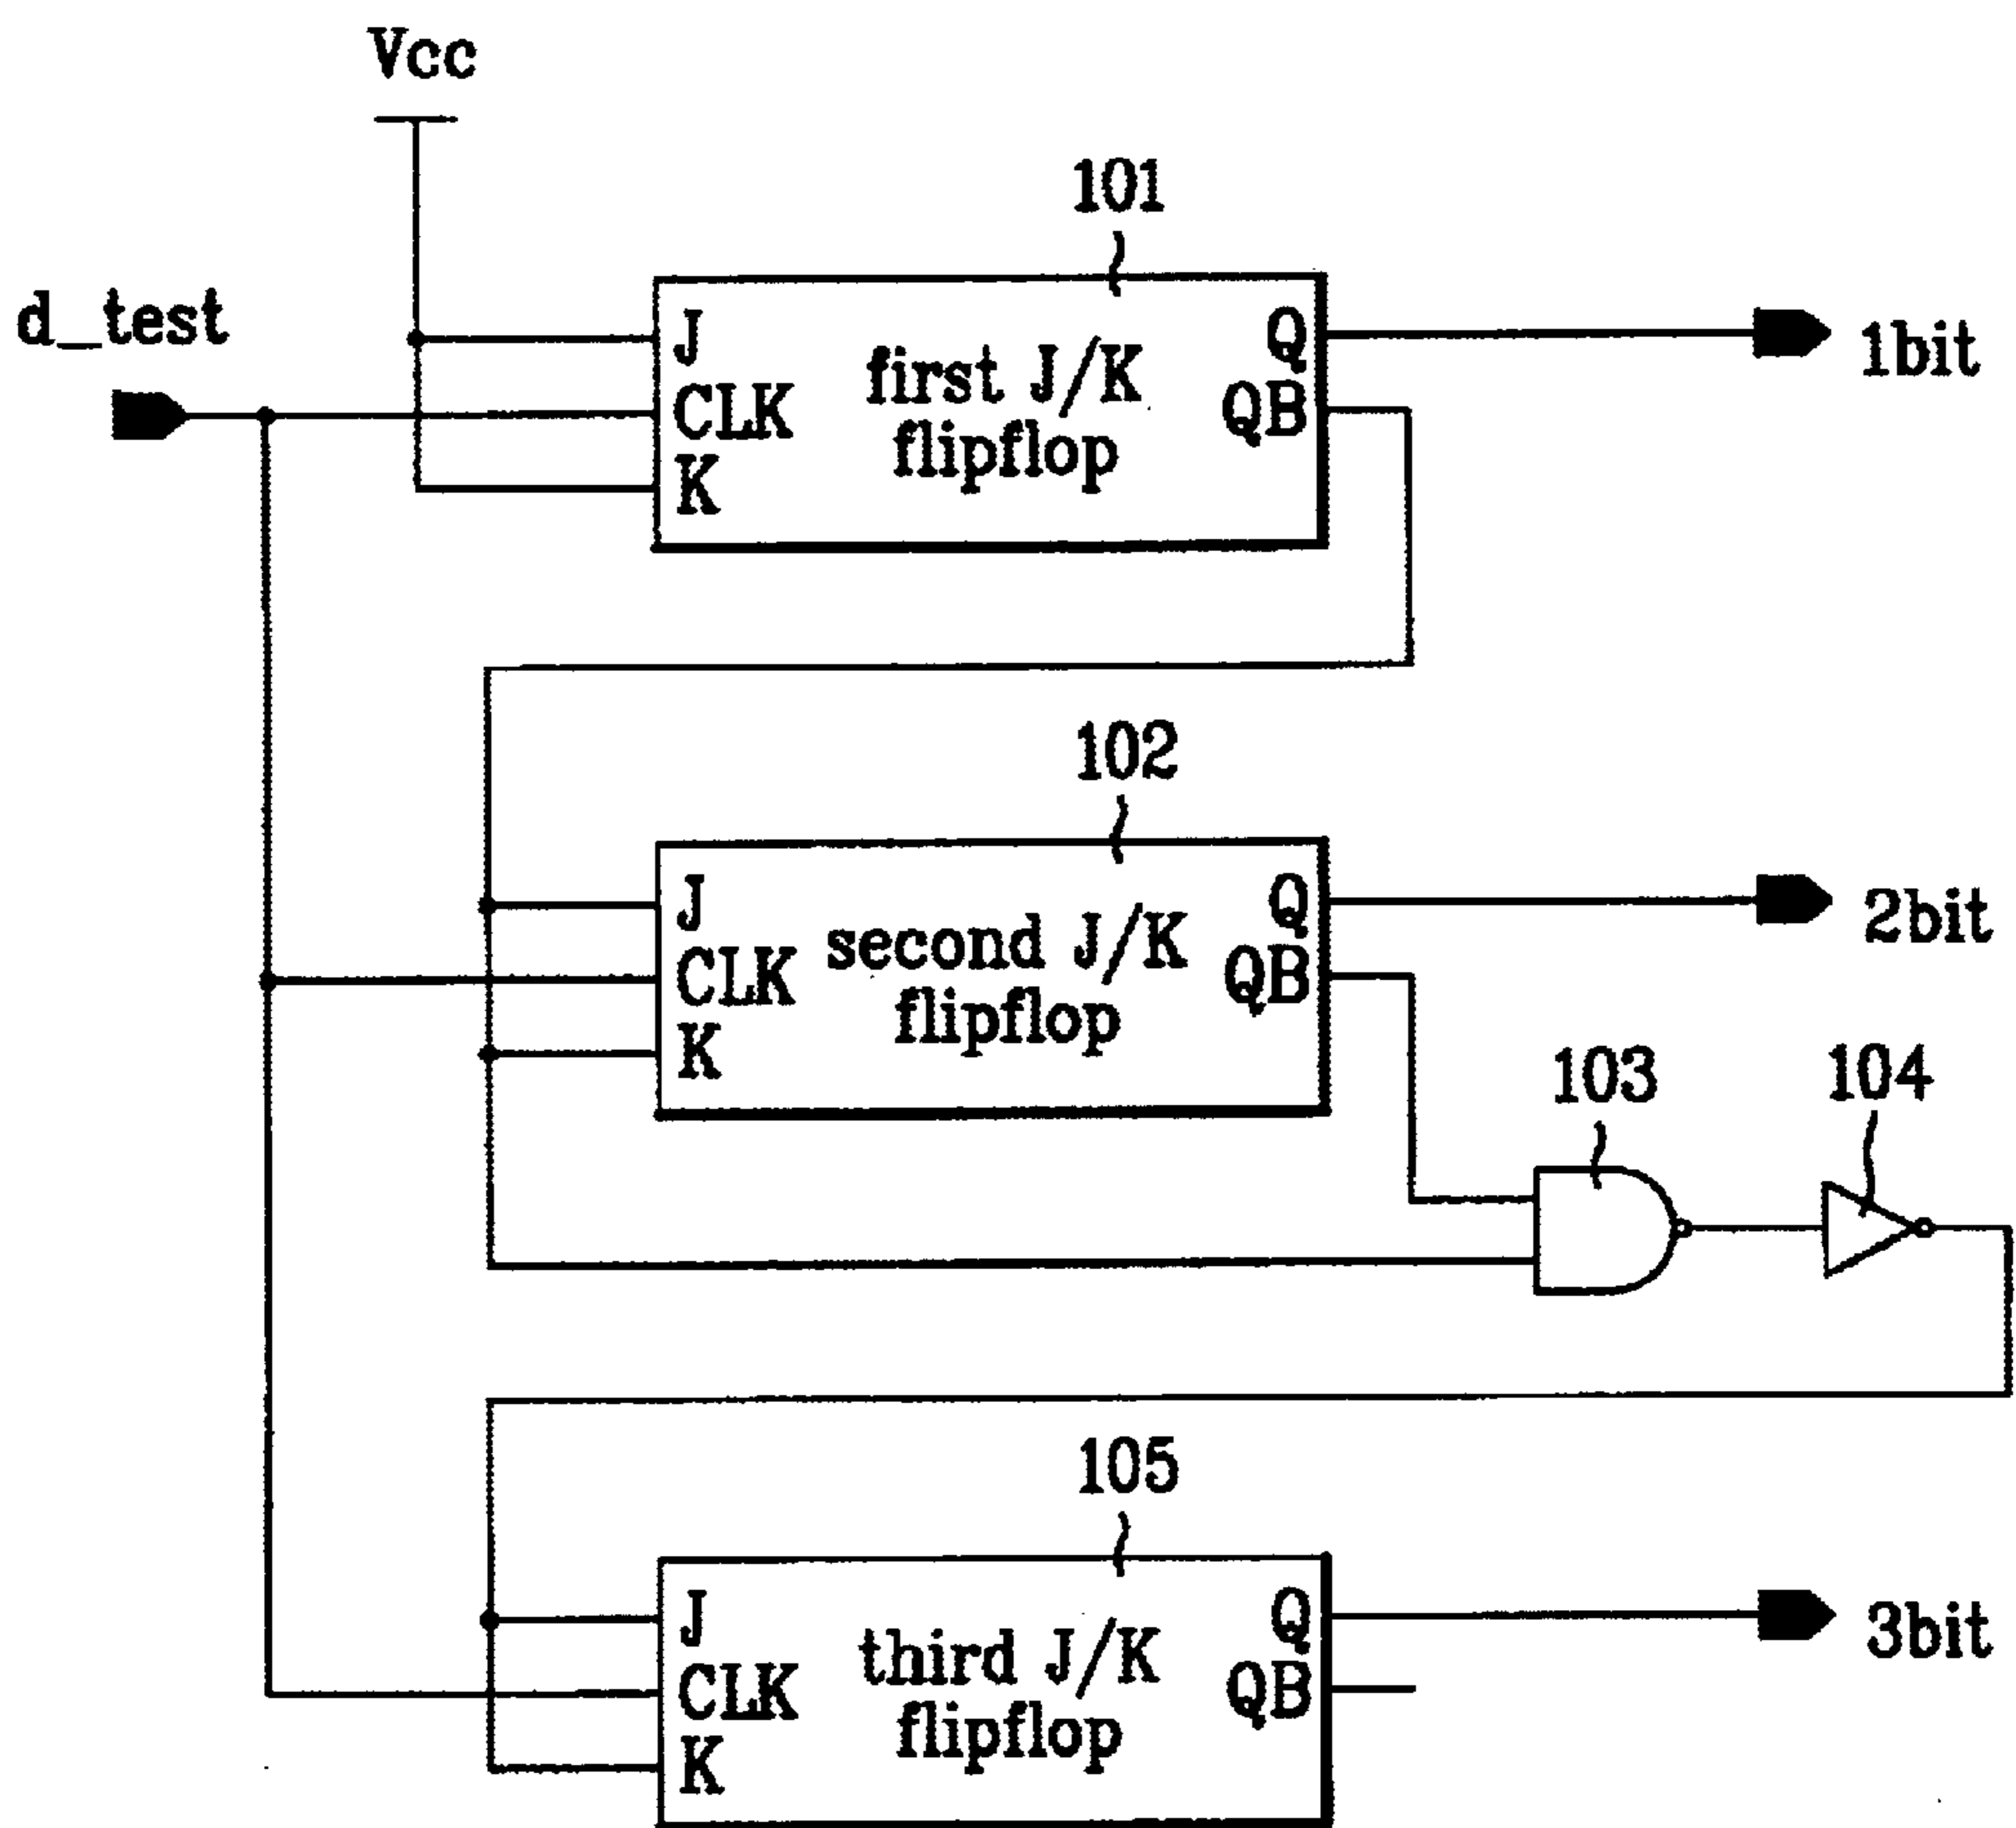 Vcc
101
d_test
J
CLK
K
first J/K
flipflop
Q
QB
1bit
102
J
CLK
K
second J/K
flipflop
Q
QB
2bit
103
104
105
J
CLK
K
third J/K
flipflop
Q
QB
3bit